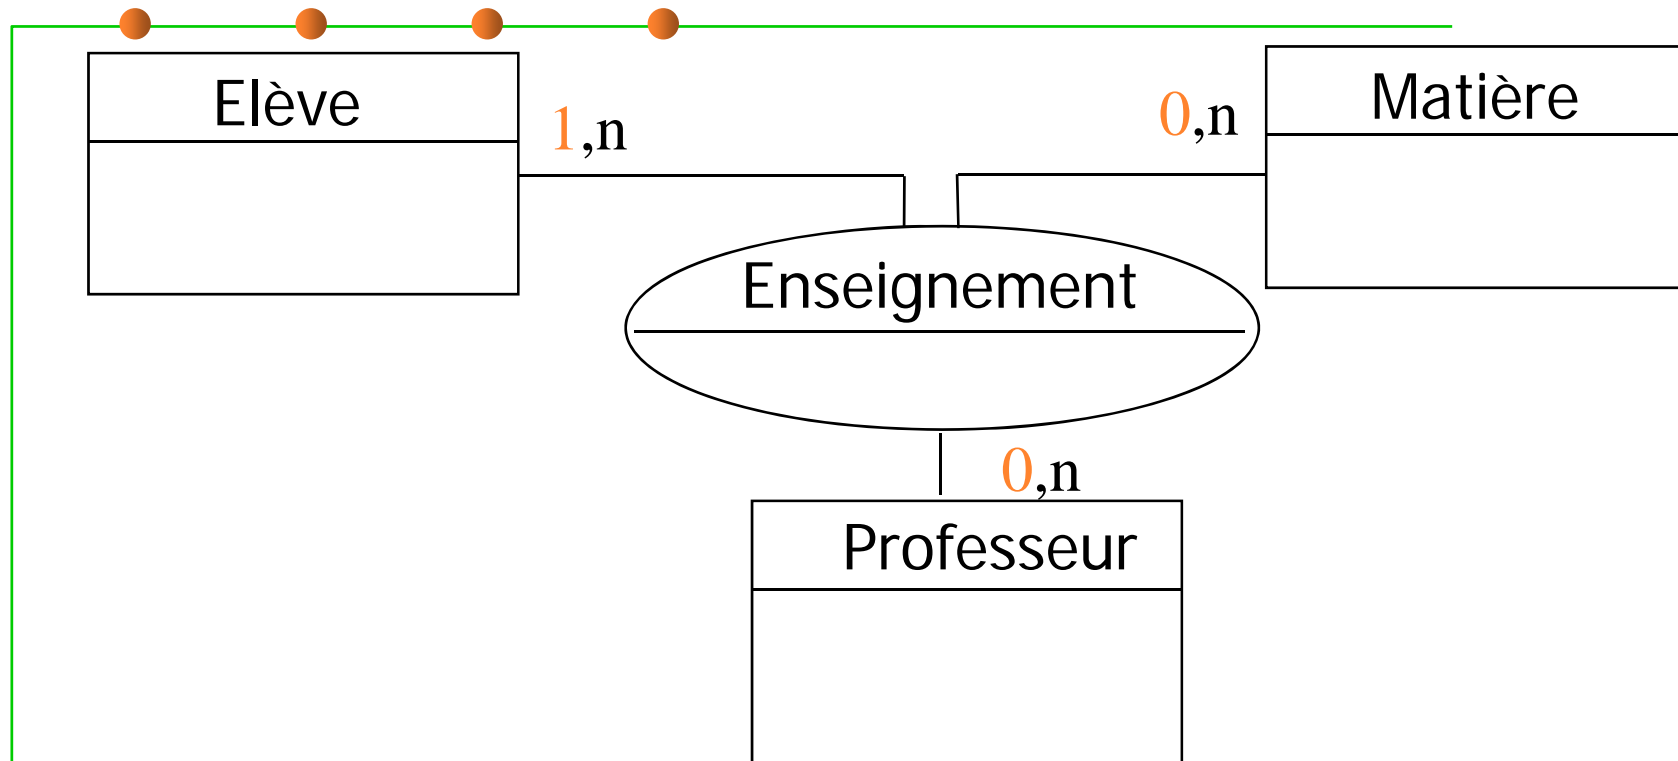 Elève
Matière
1,n
0,n
Enseignement
0,n
Professeur